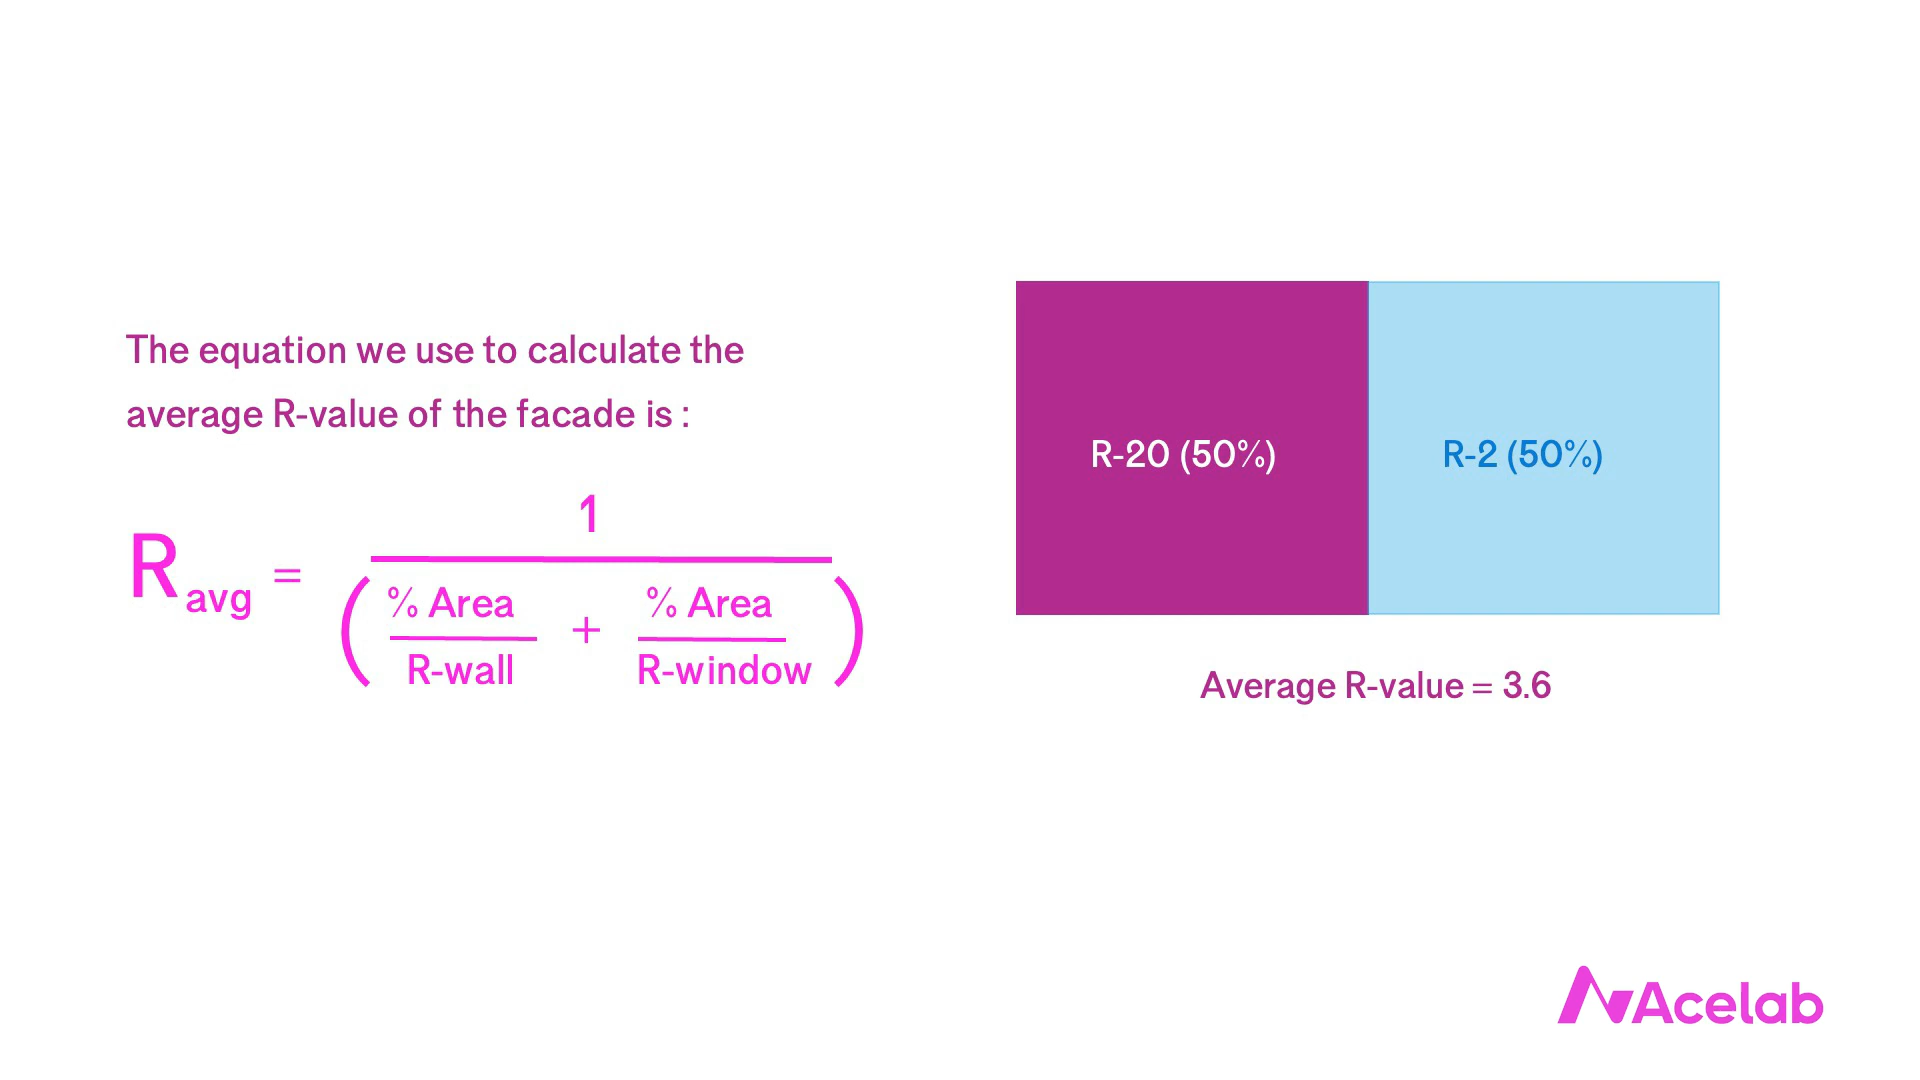 The equation we use to calculate the
average R-value of the facade is :
R avg = 1
( % Area + % Area )
R-wall R-window
R-20 (50%)
R-2 (50%)
Average R-value = 3.6
Acelab